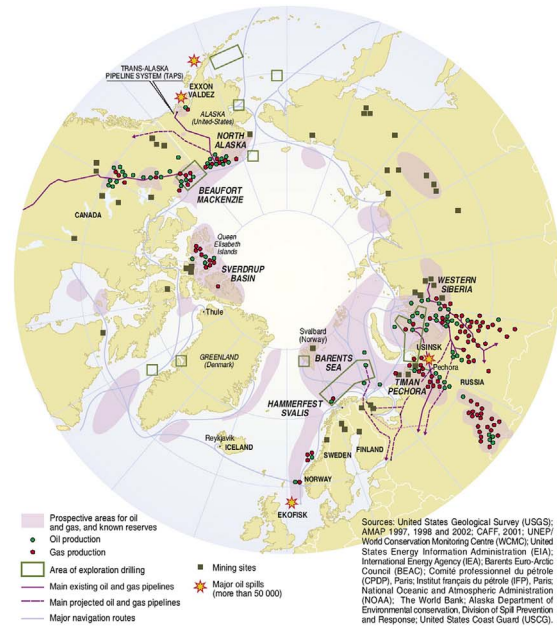 TRANS-ALASKA
PIPELINE SYSTEM (TAPS)
EXXON
VALDEZ
ALASKA
(United-States)
NORTH
ALASKA
BEAUFORT
MACKENZIE
CANADA
Queen
Elisabeth
Islands
SVERDRUP
BASIN
Thule
GREENLAND
(Denmark)
Svalbard
(Norway)
BARENTS
SEA
WESTERN
SIBERIA
USINSK
Pechora
TIMAN
PECHORA
RUSSIA
HAMMERFEST
SVALIS
Reykjavik
ICELAND
SWEDEN
FINLAND
NORWAY
EKOFISK
Prospective areas for oil
and gas, and known reserves
Oil production
Gas production
Area of exploration drilling
Main existing oil and gas pipelines
Main projected oil and gas pipelines
Major navigation routes
Mining sites
Major oil spills
(more than 50 000)
Sources: United States Geological Survey (USGS);
AMAP 1997, 1998 and 2002; CAFF, 2001; UNEP/
World Conservation Monitoring Centre (WCMC); United
States Energy Information Administration (EIA);
International Energy Agency (IEA); Barents Euro-Arctic
Council (BEAC); Comité professionnel du pétrole
(CPDP), Paris; Institut français du pétrole (IFP), Paris;
National Oceanic and Atmospheric Administration
(NOAA); The World Bank; Alaska Department of
Environmental conservation, Division of Spill Prevention
and Response; United States Coast Guard (USCG).